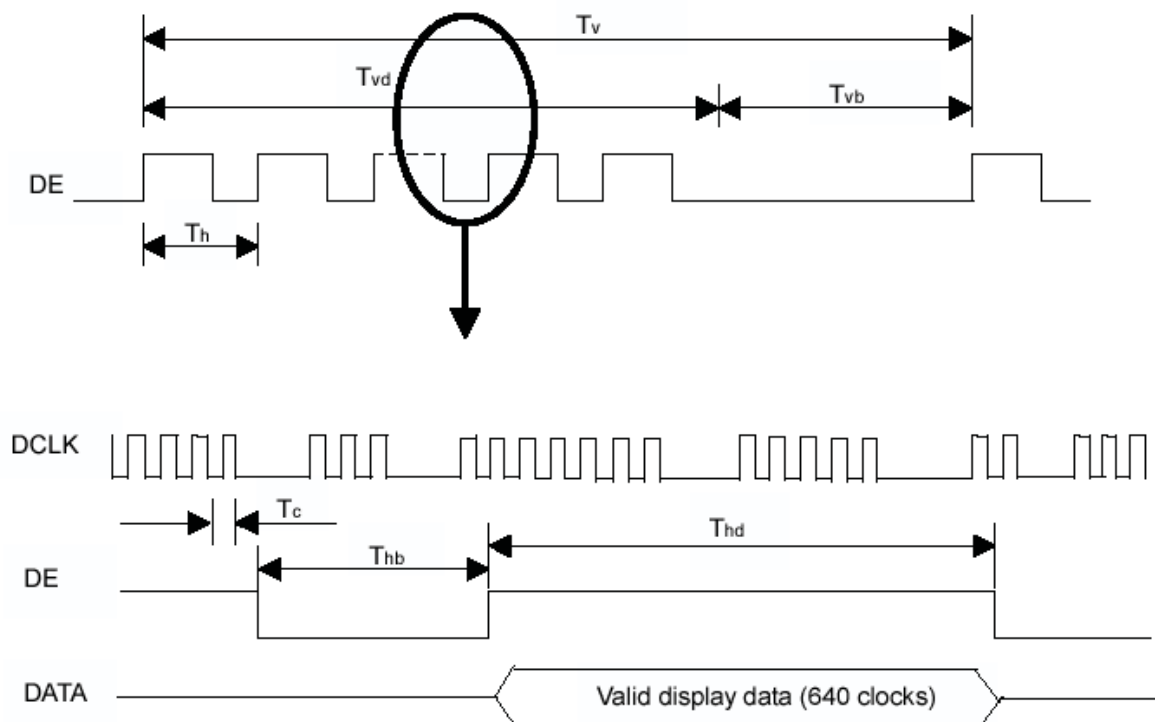 Tv
Tvd
Tvb
DE
Th
DCLK
Tc
Thd
Thb
DE
DATA
Valid display data (640 clocks)